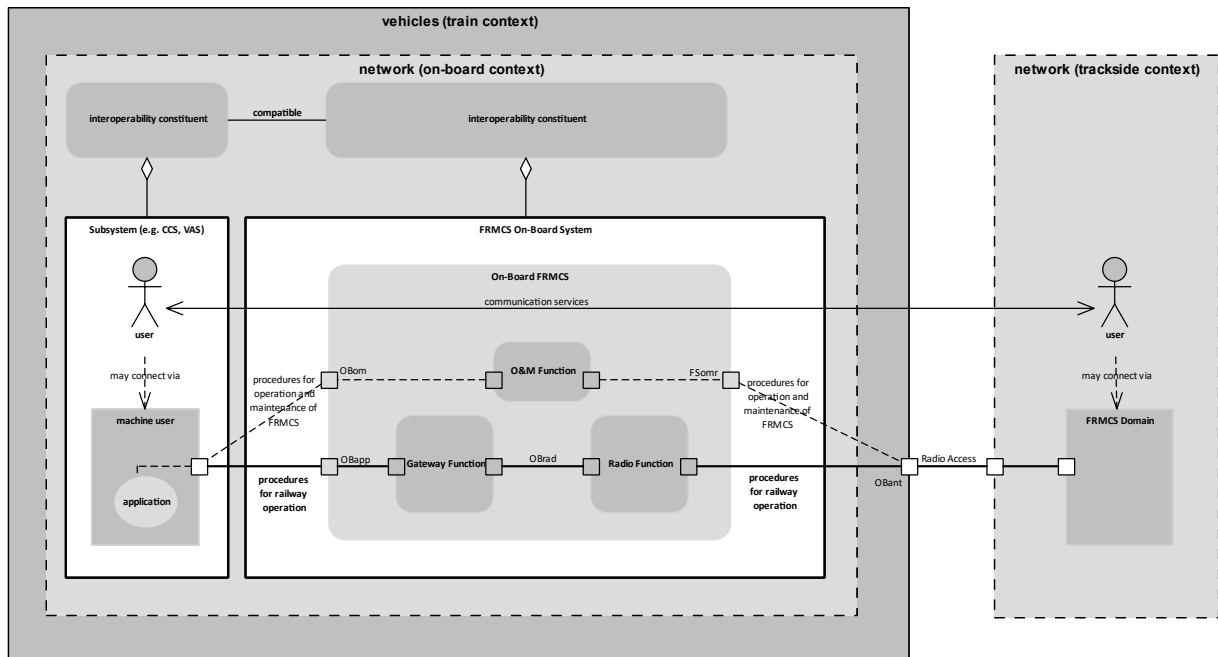 vehicles (train context)
network (on-board context)
network (trackside context)
interoperability constituent
compatible
interoperability constituent
Subsystem (e.g. CCS, VAS)
FRMCS On-Board System
On-Board FRMCS
communication services
user
user
may connect via
may connect via
OBom
O&M Function
FSomr
procedures for
operation and
maintenance of
FRMCS
procedures for
operation and
maintenance of
FRMCS
machine user
FRMCS Domain
OBapp
Gateway Function
OBrad
Radio Function
Radio Access
OBant
procedures
for railway
operation
procedures
for railway
operation
application